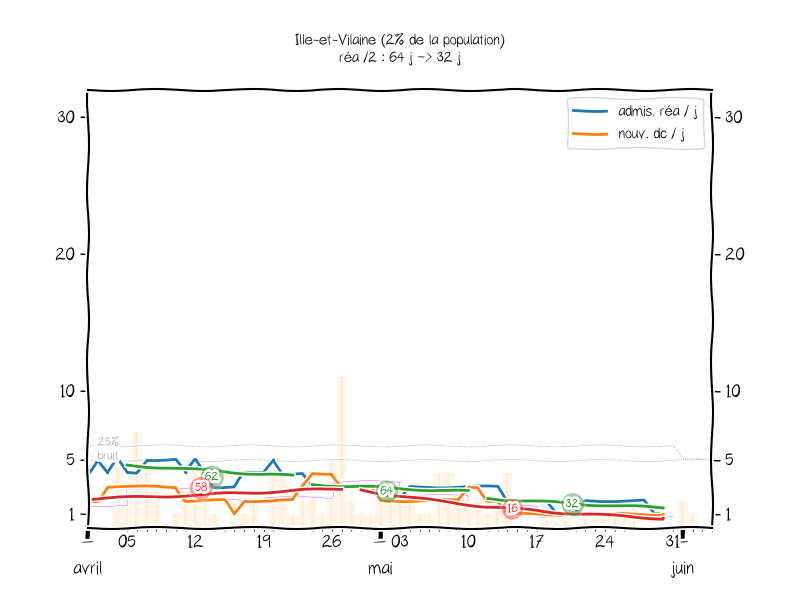 Ille-et-Vilaine (2% de la population)
réa /2 : 64 j -> 32 j
admis. réa / j
nouv. dc / j
30 30
20 20
10 10
25%
bruit
5 5
62
58
64
16
32
1 1
05 12 19 26 03 10 17 24 31
avril mai juin